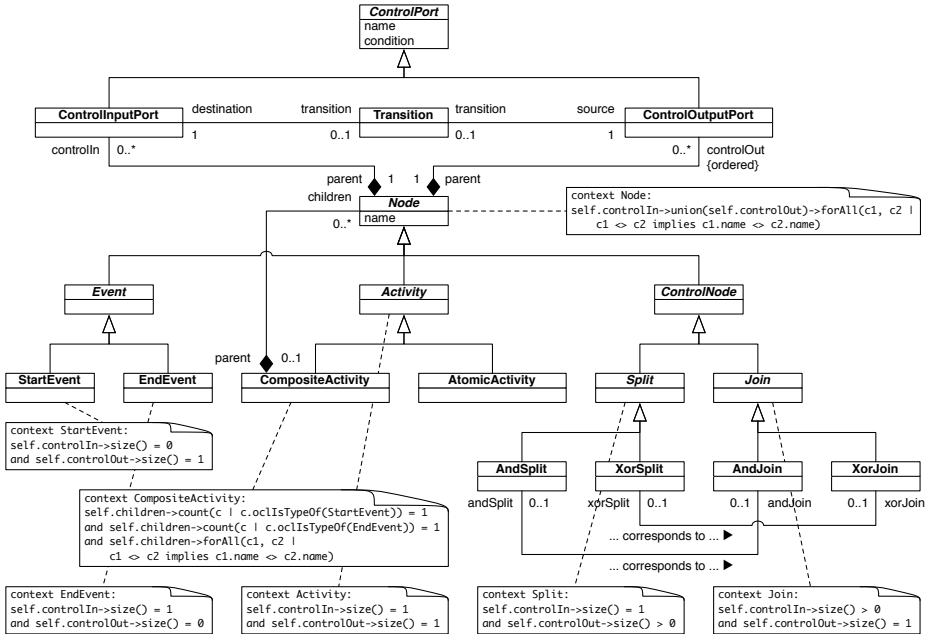 ControlPort
name
condition
ControlInputPort
destination
transition
Transition
transition
source
ControlOutputPort
1
0..1
0..1
1
controlIn
0..*
0..*
controlOut
{ordered}
parent
1
1
parent
children
Node
0..*
name
context Node:
self.controlIn->union(self.controlOut)->forAll(c1, c2 |
c1 <> c2 implies c1.name <> c2.name)
Event
Activity
ControlNode
parent
0..1
StartEvent
EndEvent
CompositeActivity
AtomicActivity
Split
Join
context StartEvent:
self.controlIn->size() = 0
and self.controlOut->size() = 1
AndSplit
XorSplit
AndJoin
XorJoin
andSplit
0..1
xorSplit
0..1
0..1
andJoin
0..1
xorJoin
context CompositeActivity:
self.children->count(c | c.oclIsTypeOf(StartEvent)) = 1
and self.children->count(c | c.oclIsTypeOf(EndEvent)) = 1
and self.children->forAll(c1, c2 |
c1 <> c2 implies c1.name <> c2.name)
... corresponds to ... ▶
... corresponds to ... ▶
context EndEvent:
self.controlIn->size() = 1
and self.controlOut->size() = 0
context Activity:
self.controlIn->size() = 1
and self.controlOut->size() = 1
context Split:
self.controlIn->size() = 1
and self.controlOut->size() > 0
context Join:
self.controlIn->size() > 0
and self.controlOut->size() = 1